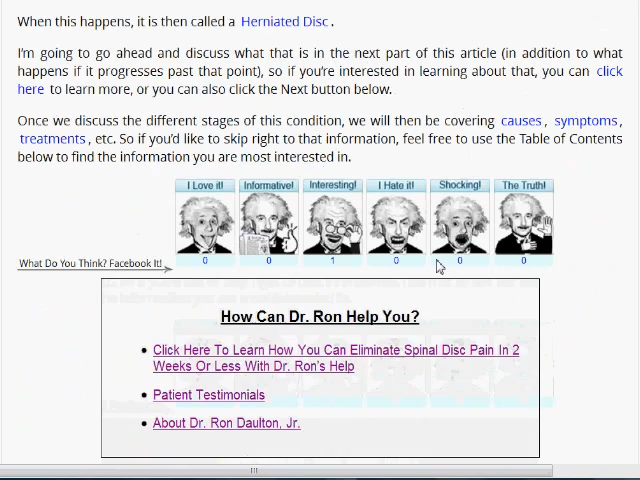 When this happens, it is then called a Herniated Disc .
I'm going to go ahead and discuss what that is in the next part of this article (in addition to what
happens if it progresses past that point), so if you're interested in learning about that, you can click
here to learn more, or you can also click the Next button below.
Once we discuss the different stages of this condition, we will then be covering causes , symptoms ,
treatments , etc. So if you'd like to skip right to that information, feel free to use the Table of Contents
below to find the information you are most interested in.
I Love it! Informative! Interesting! I Hate it! Shocking! The Truth!
What Do You Think? Facebook It! 0 0 1 0 0 0
How Can Dr. Ron Help You?
• Click Here To Learn How You Can Eliminate Spinal Disc Pain In 2
Weeks Or Less With Dr. Ron's Help
• Patient Testimonials
• About Dr. Ron Daulton, Jr.